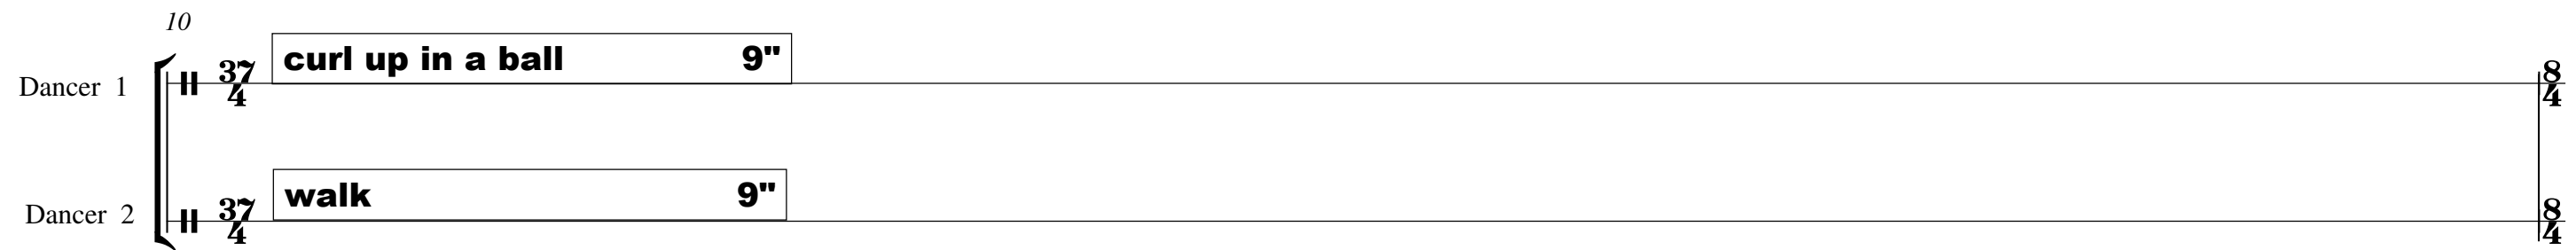 10
Dancer 1 37/4 curl up in a ball 9" 8/4
Dancer 2 37/4 walk 9" 8/4